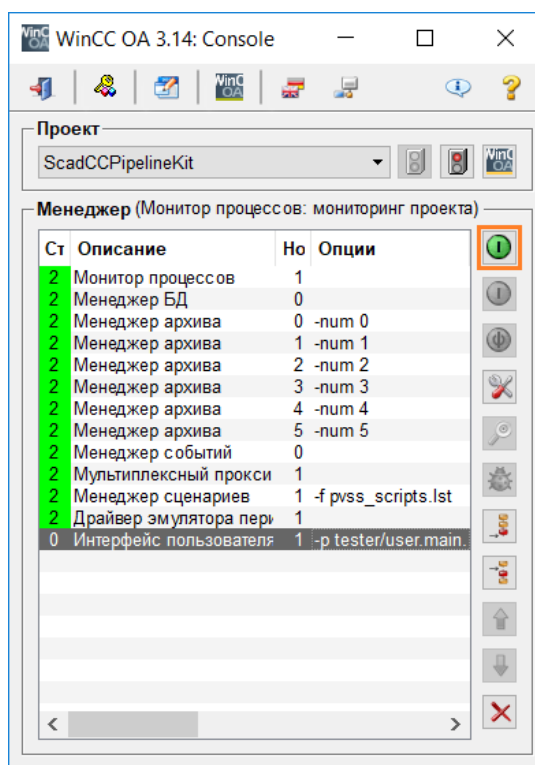 WinCC OA 3.14: Console
Проект
ScadCCPipelineKit
Менеджер (Монитор процессов: мониторинг проекта)
Ст Описание Но Опции
2 Монитор процессов 1
2 Менеджер БД 0
2 Менеджер архива 0 -num 0
2 Менеджер архива 1 -num 1
2 Менеджер архива 2 -num 2
2 Менеджер архива 3 -num 3
2 Менеджер архива 4 -num 4
2 Менеджер архива 5 -num 5
2 Менеджер событий 0
2 Мультиплексный прокси 1
2 Менеджер сценариев 1 -f pvss_scripts.lst
2 Драйвер эмулятора пери 1
0 Интерфейс пользователя 1 -p tester/user.main.